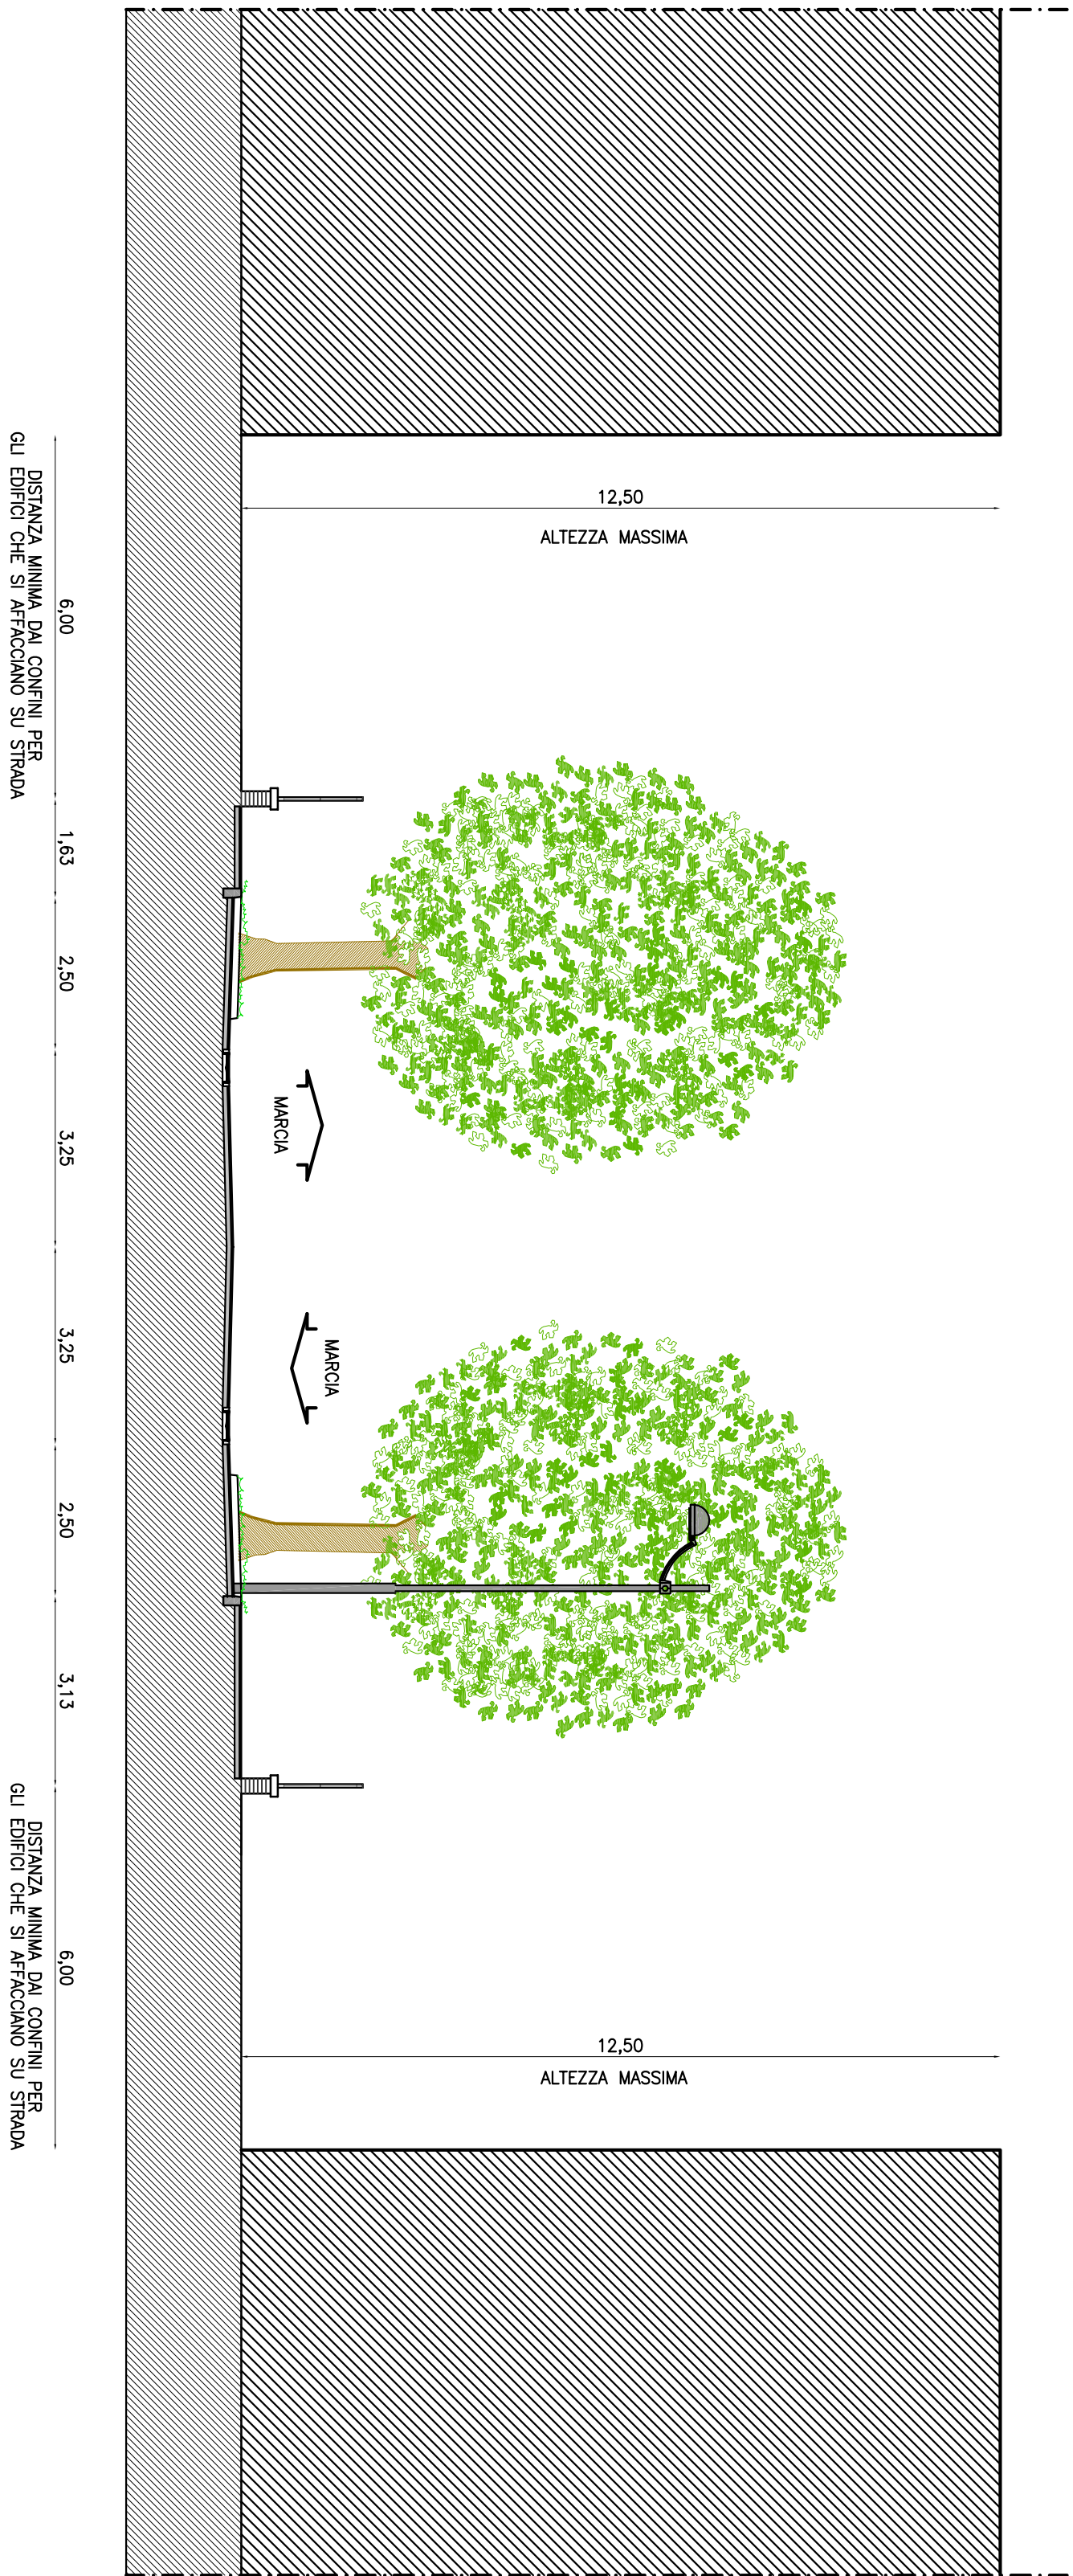 12,50
ALTEZZA MASSIMA
MARCIA
MARCIA
12,50
ALTEZZA MASSIMA
6,00
1,63
2,50
3,25
3,25
2,50
3,13
6,00
DISTANZA MINIMA DAI CONFINI PER
GLI EDIFICI CHE SI AFFACCIANO SU STRADA
DISTANZA MINIMA DAI CONFINI PER
GLI EDIFICI CHE SI AFFACCIANO SU STRADA